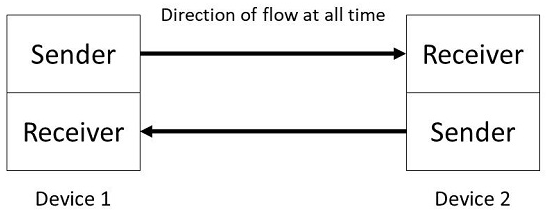 Direction of flow at all time
Sender
Receiver
Receiver
Sender
Device 1
Device 2